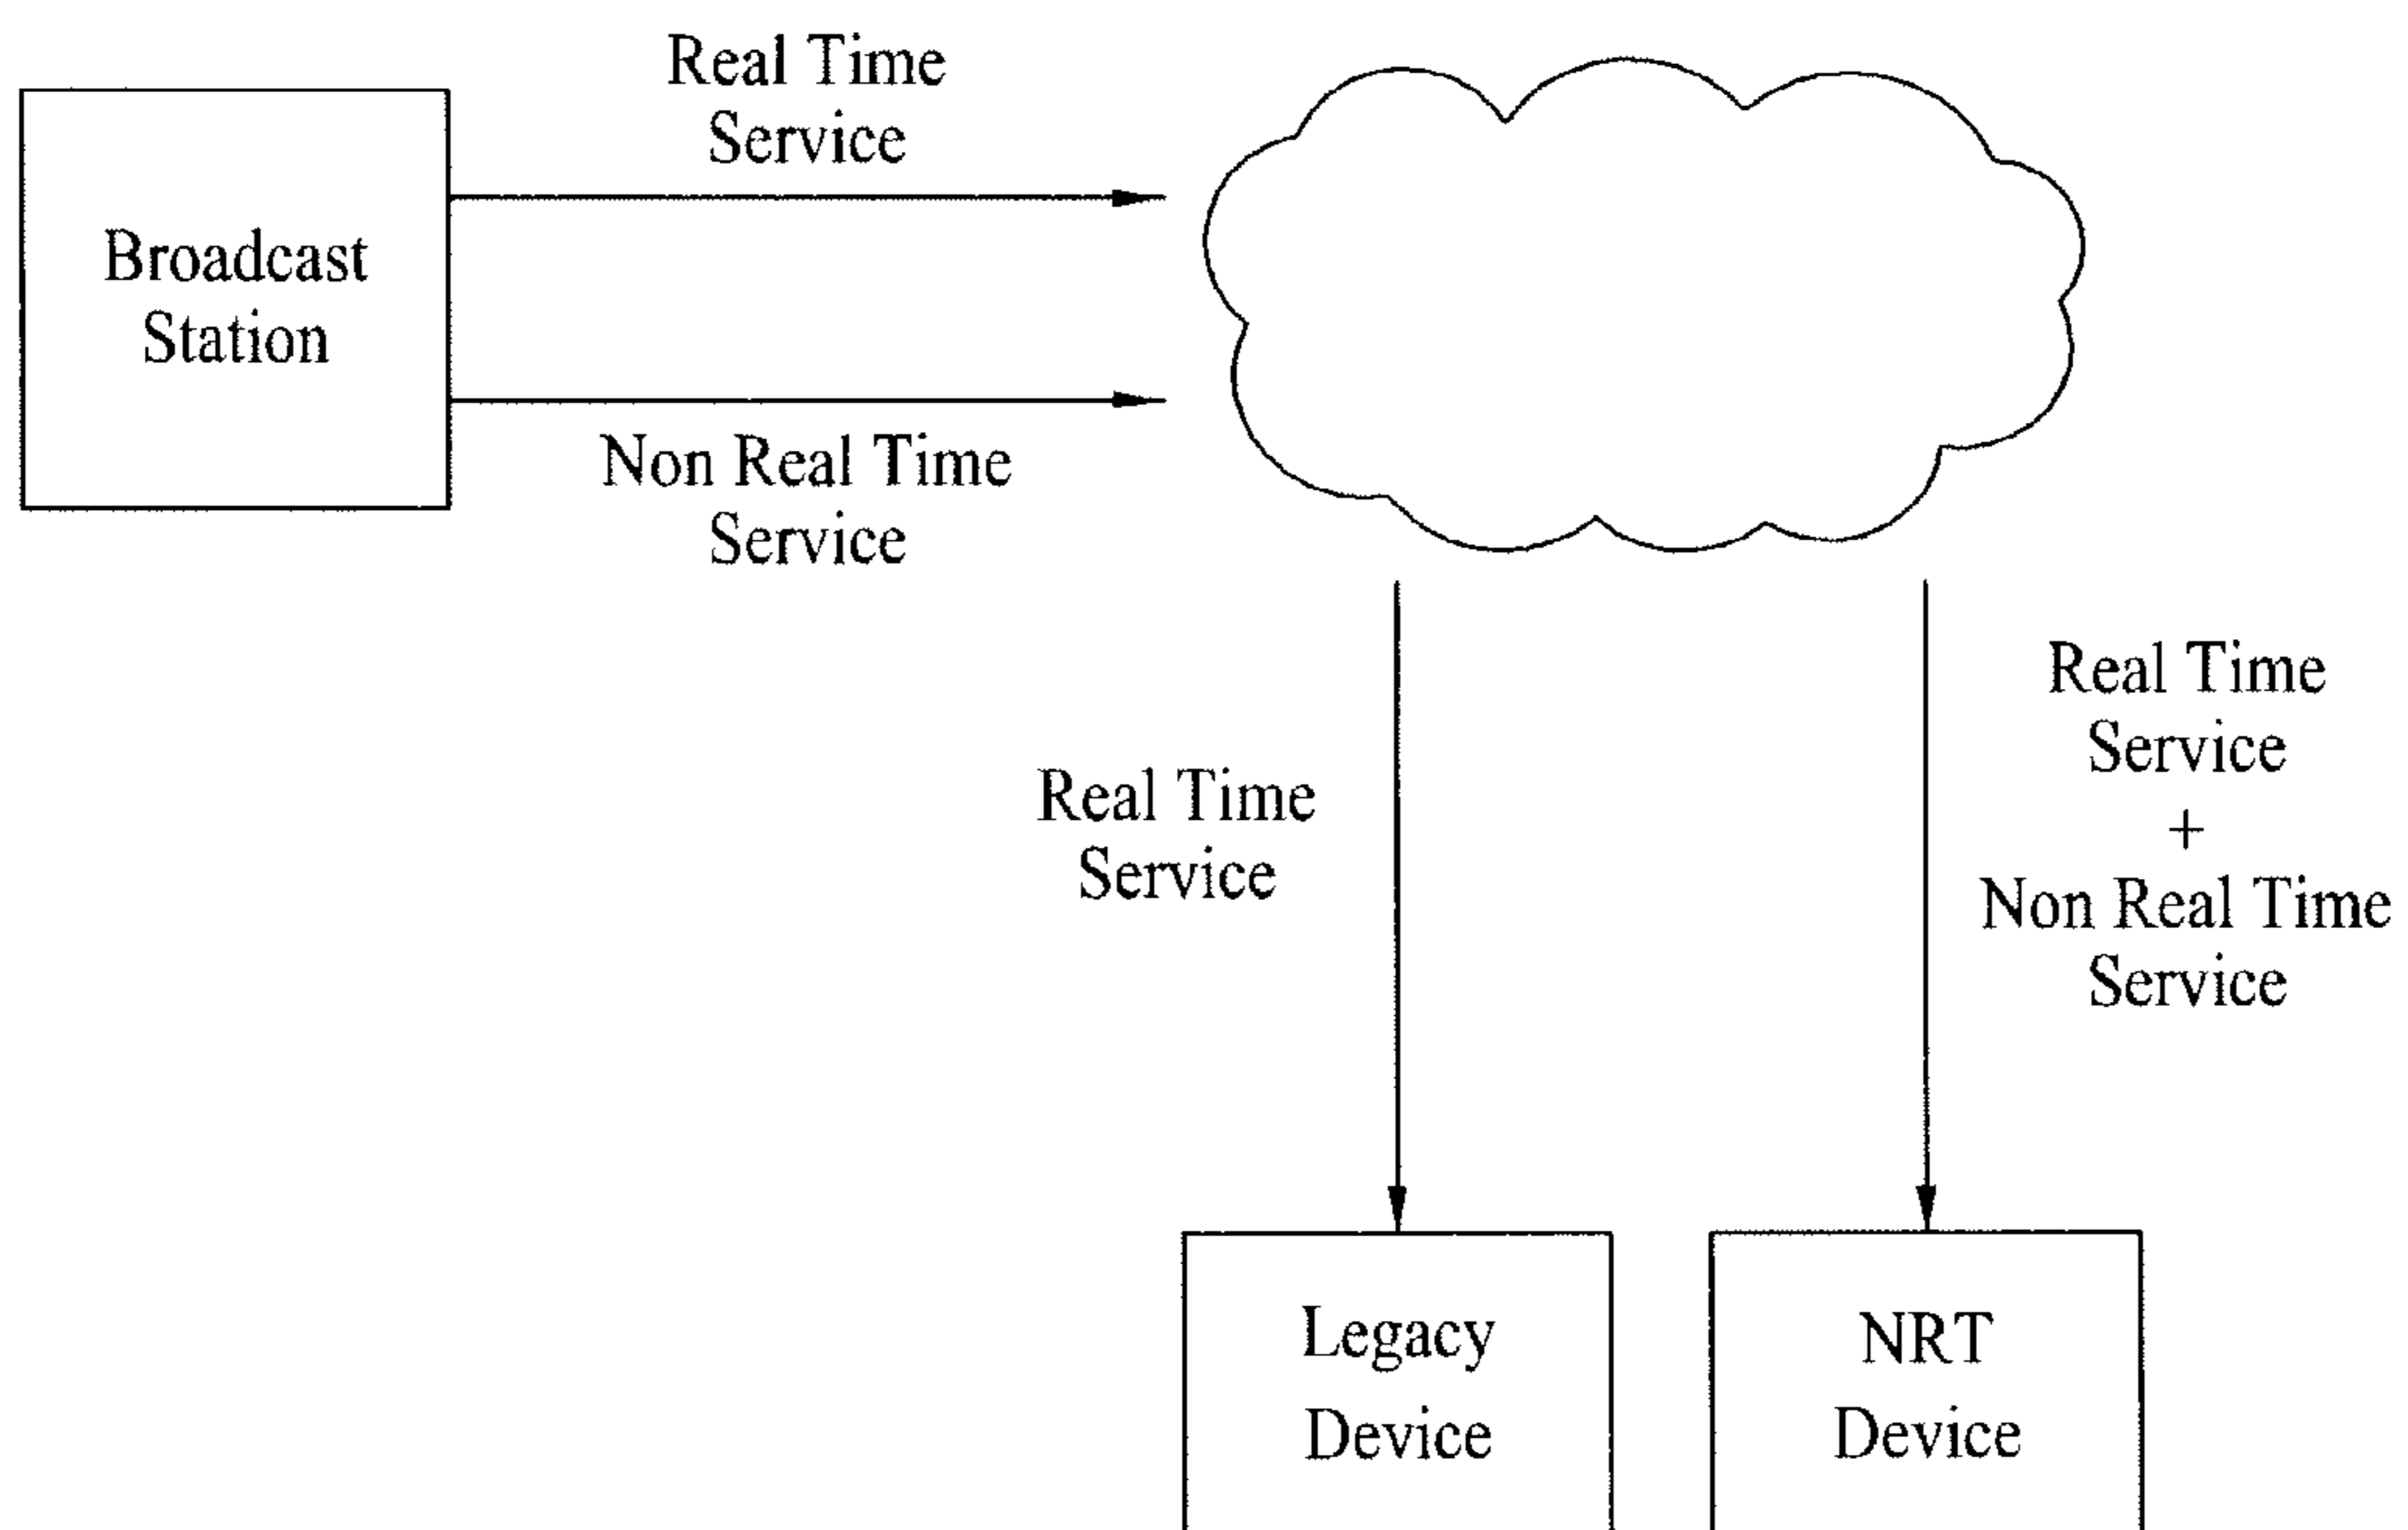 Real Time
Service
Broadcast
Station
Non Real Time
Service
Real Time
Service
Real Time
Service
+
Non Real Time
Service
Legacy
Device
NRT
Device